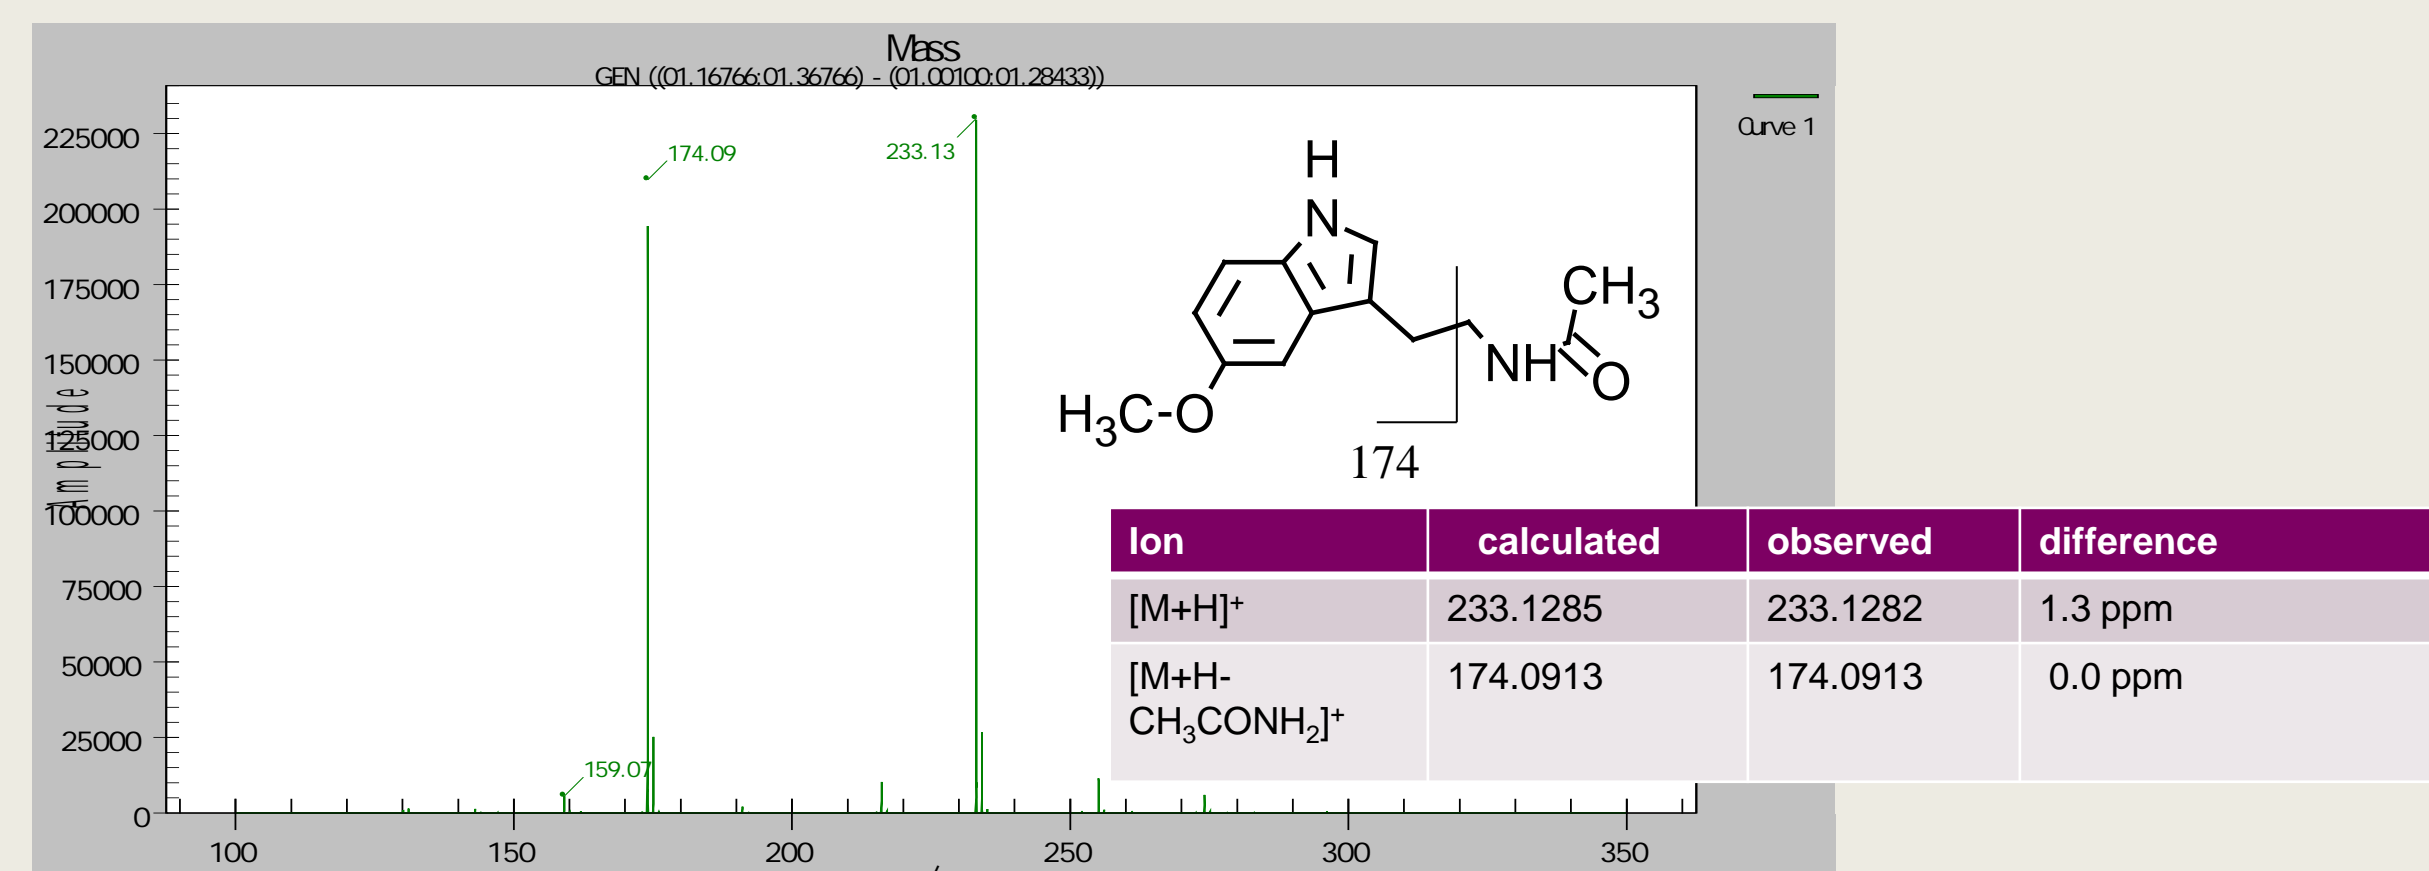 Mass
GEN ((01.16766:01.36766) - (01.00100:01.28433))
Curve 1
Amplitude
225000
200000
175000
150000
125000
100000
75000
50000
25000
0
100
150
200
250
300
350
174.09
233.13
159.07
H
N
CH3
NH
O
H3C-O
174
Ion calculated observed difference
[M+H]+ 233.1285 233.1282 1.3 ppm
[M+H- 174.0913 174.0913 0.0 ppm
CH3CONH2]+